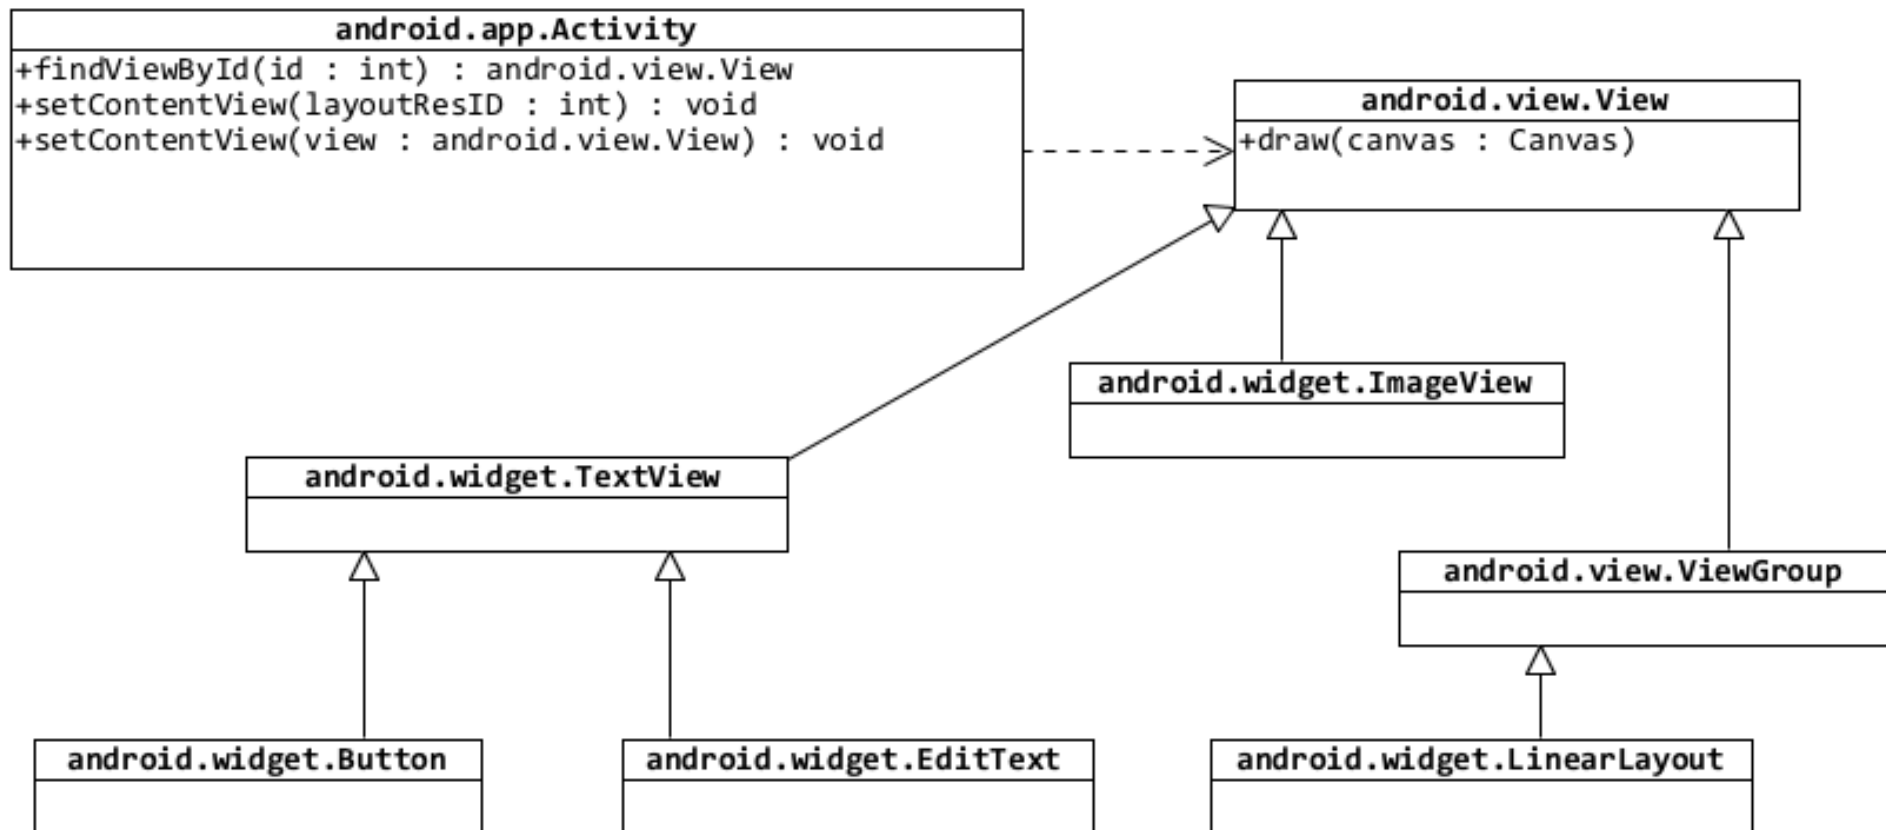 android.app.Activity
+findViewById(id : int) : android.view.View
+setContentView(layoutResID : int) : void
+setContentView(view : android.view.View) : void
android.view.View
+draw(canvas : Canvas)
android.widget.ImageView
android.widget.TextView
android.view.ViewGroup
android.widget.Button
android.widget.EditText
android.widget.LinearLayout